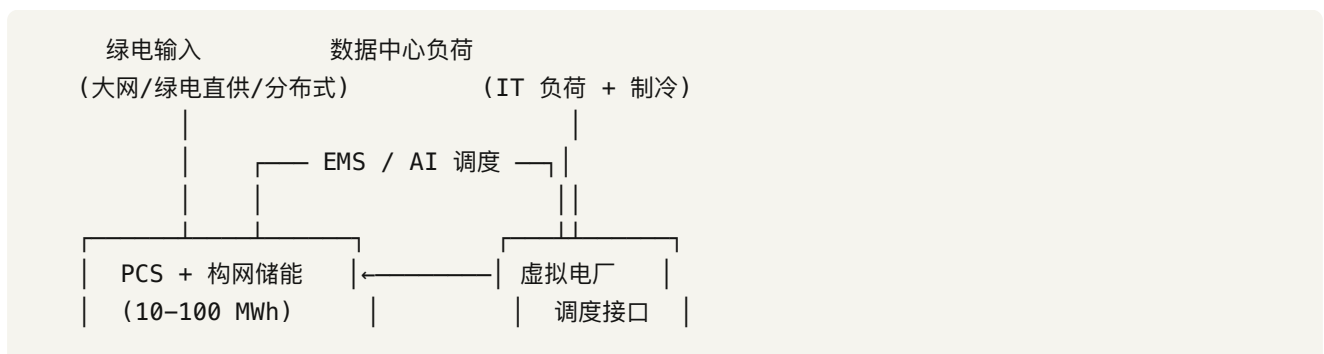 绿电输入 数据中心负荷
(大网/绿电直供/分布式) (IT 负荷 + 制冷)
EMS / AI 调度
PCS + 构网储能 虚拟电厂
(10–100 MWh) 调度接口